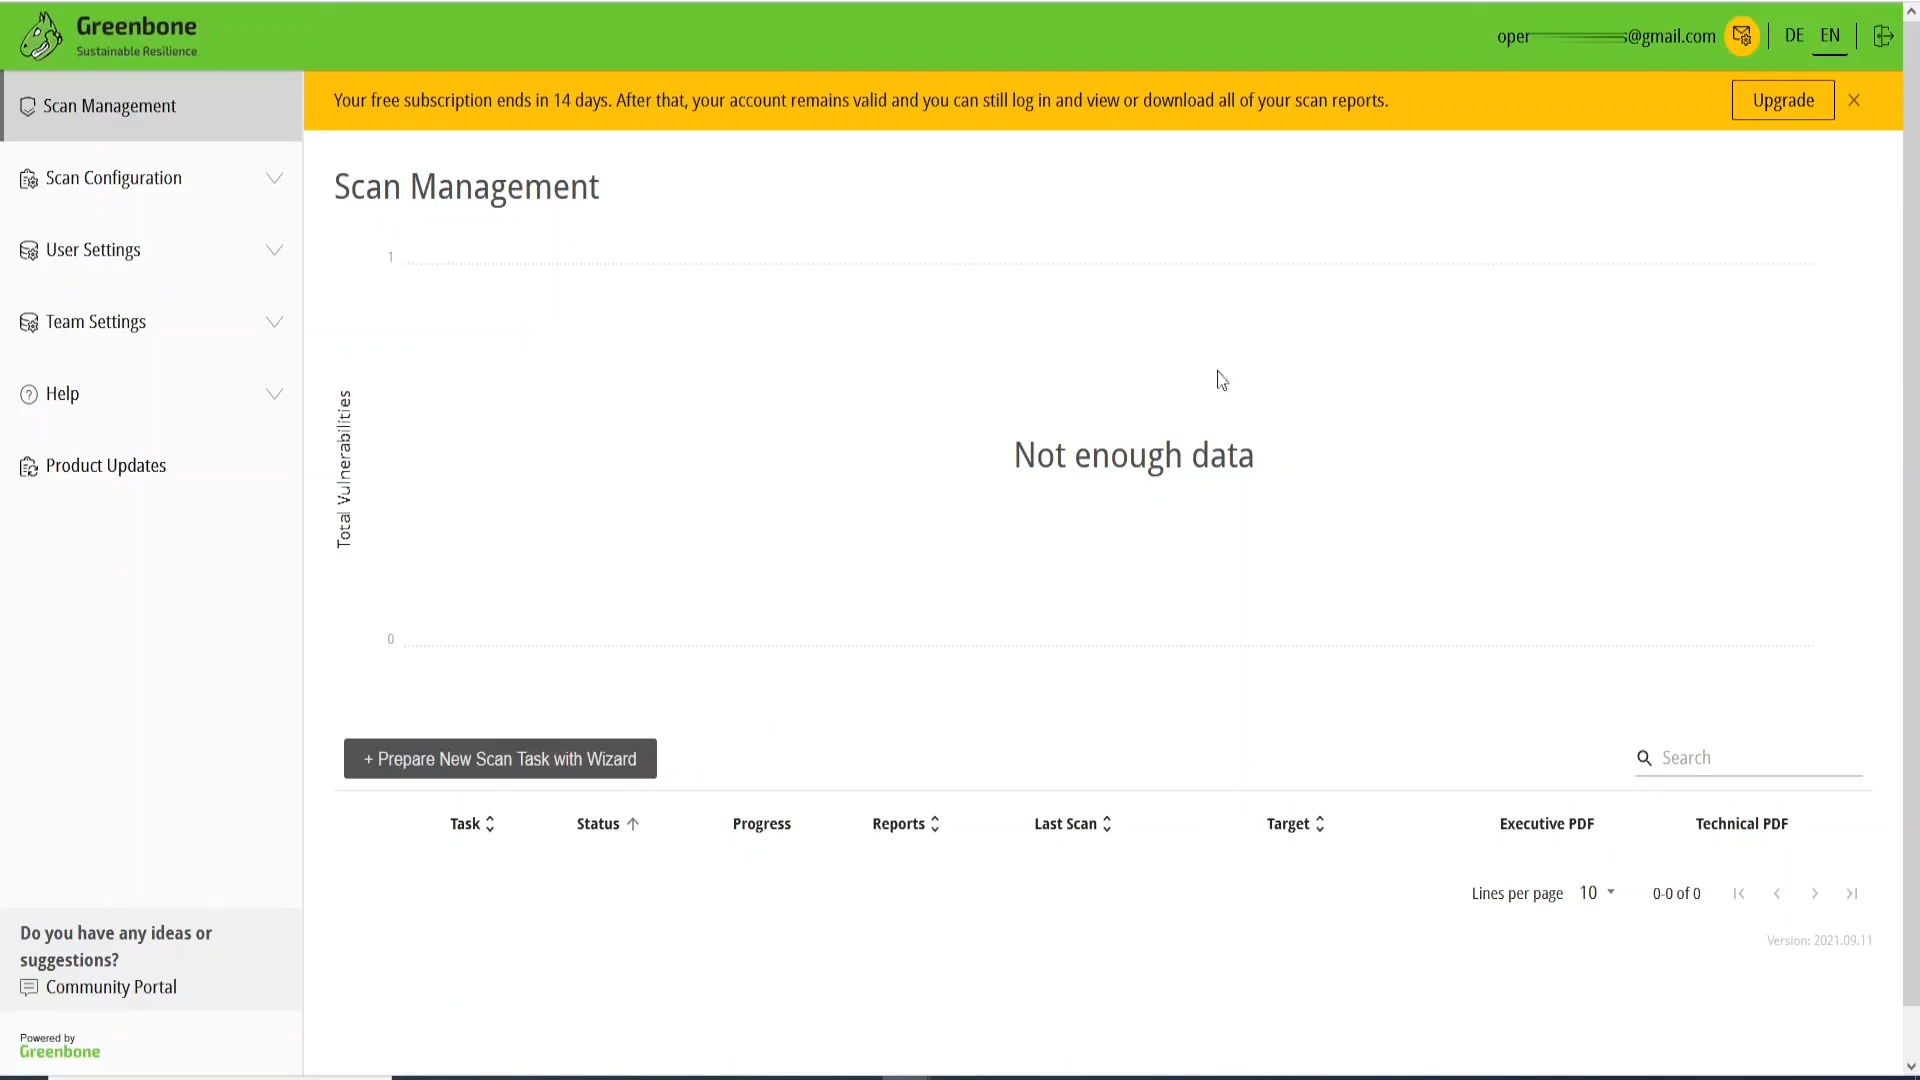 Greenbone
Sustainable Resilience
oper
s@gmail.com
DE
EN
Scan Management
Your free subscription ends in 14 days. After that, your account remains valid and you can still log in and view or download all of your scan reports.
Upgrade
Scan Configuration
User Settings
Team Settings
Help
Product Updates
Scan Management
1
Total Vulnerabilities
Not enough data
0
+ Prepare New Scan Task with Wizard
Search
Task
Status
Progress
Reports
Last Scan
Target
Executive PDF
Technical PDF
Lines per page
10
0-0 of 0
Version: 2021.09.11
Do you have any ideas or
suggestions?
Community Portal
Powered by
Greenbone